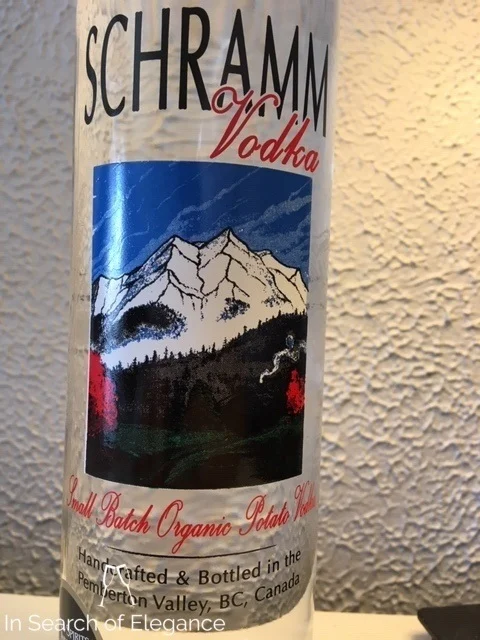 SCHRAMM
Vodka
Small Batch Organic Potato Vodka
Handcrafted & Bottled in the
Pemberton Valley, BC, Canada
SPIRITS
In Search of Elegance